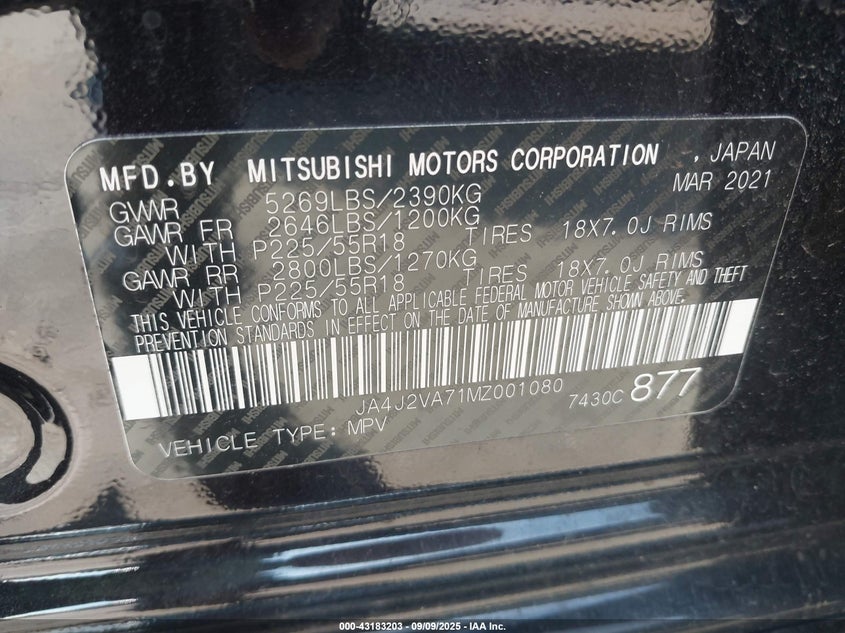 MFD.BY MITSUBISHI MOTORS CORPORATION , JAPAN
MAR 2021
GVWR 5269LBS/2390KG
GAWR FR 2646LBS/1200KG
WITH P225/55R18 TIRES 18X7.0J RIMS
GAWR RR 2800LBS/1270KG
WITH P225/55R18 TIRES 18X7.0J RIMS
THIS VEHICLE CONFORMS TO ALL APPLICABLE FEDERAL MOTOR VEHICLE SAFETY AND THEFT
PREVENTION STANDARDS IN EFFECT ON THE DATE OF MANUFACTURE SHOWN ABOVE.
JA4J2VA71MZ001080
7430C 877
VEHICLE TYPE: MPV
000-43183203 - 09/09/2025 - IAA Inc.